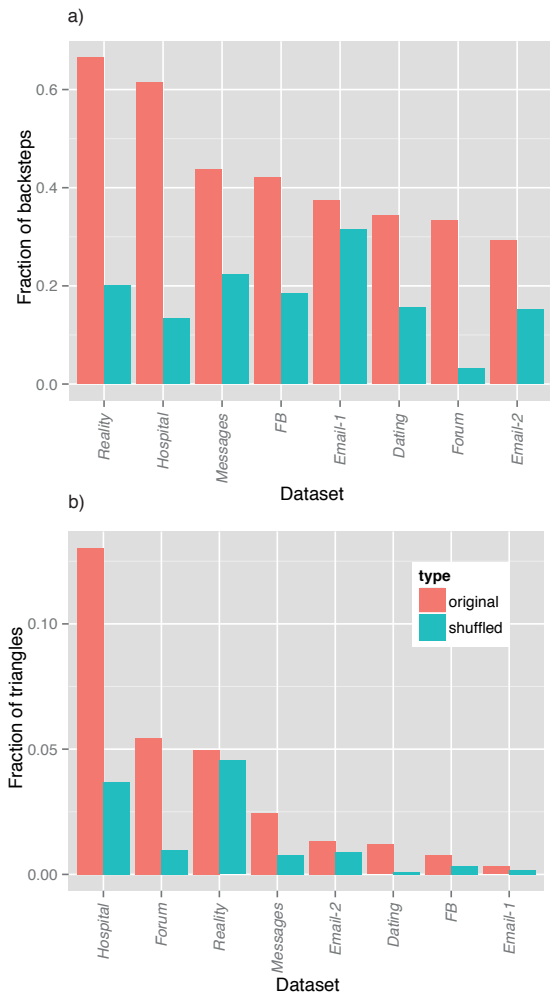 a)
Fraction of backsteps
0.6
0.4
0.2
0.0
Reality
Hospital
Messages
FB
Email-1
Dating
Forum
Email-2
Dataset
b)
Fraction of triangles
0.10
0.05
0.00
type
original
shuffled
Hospital
Forum
Reality
Messages
Email-2
Dating
FB
Email-1
Dataset